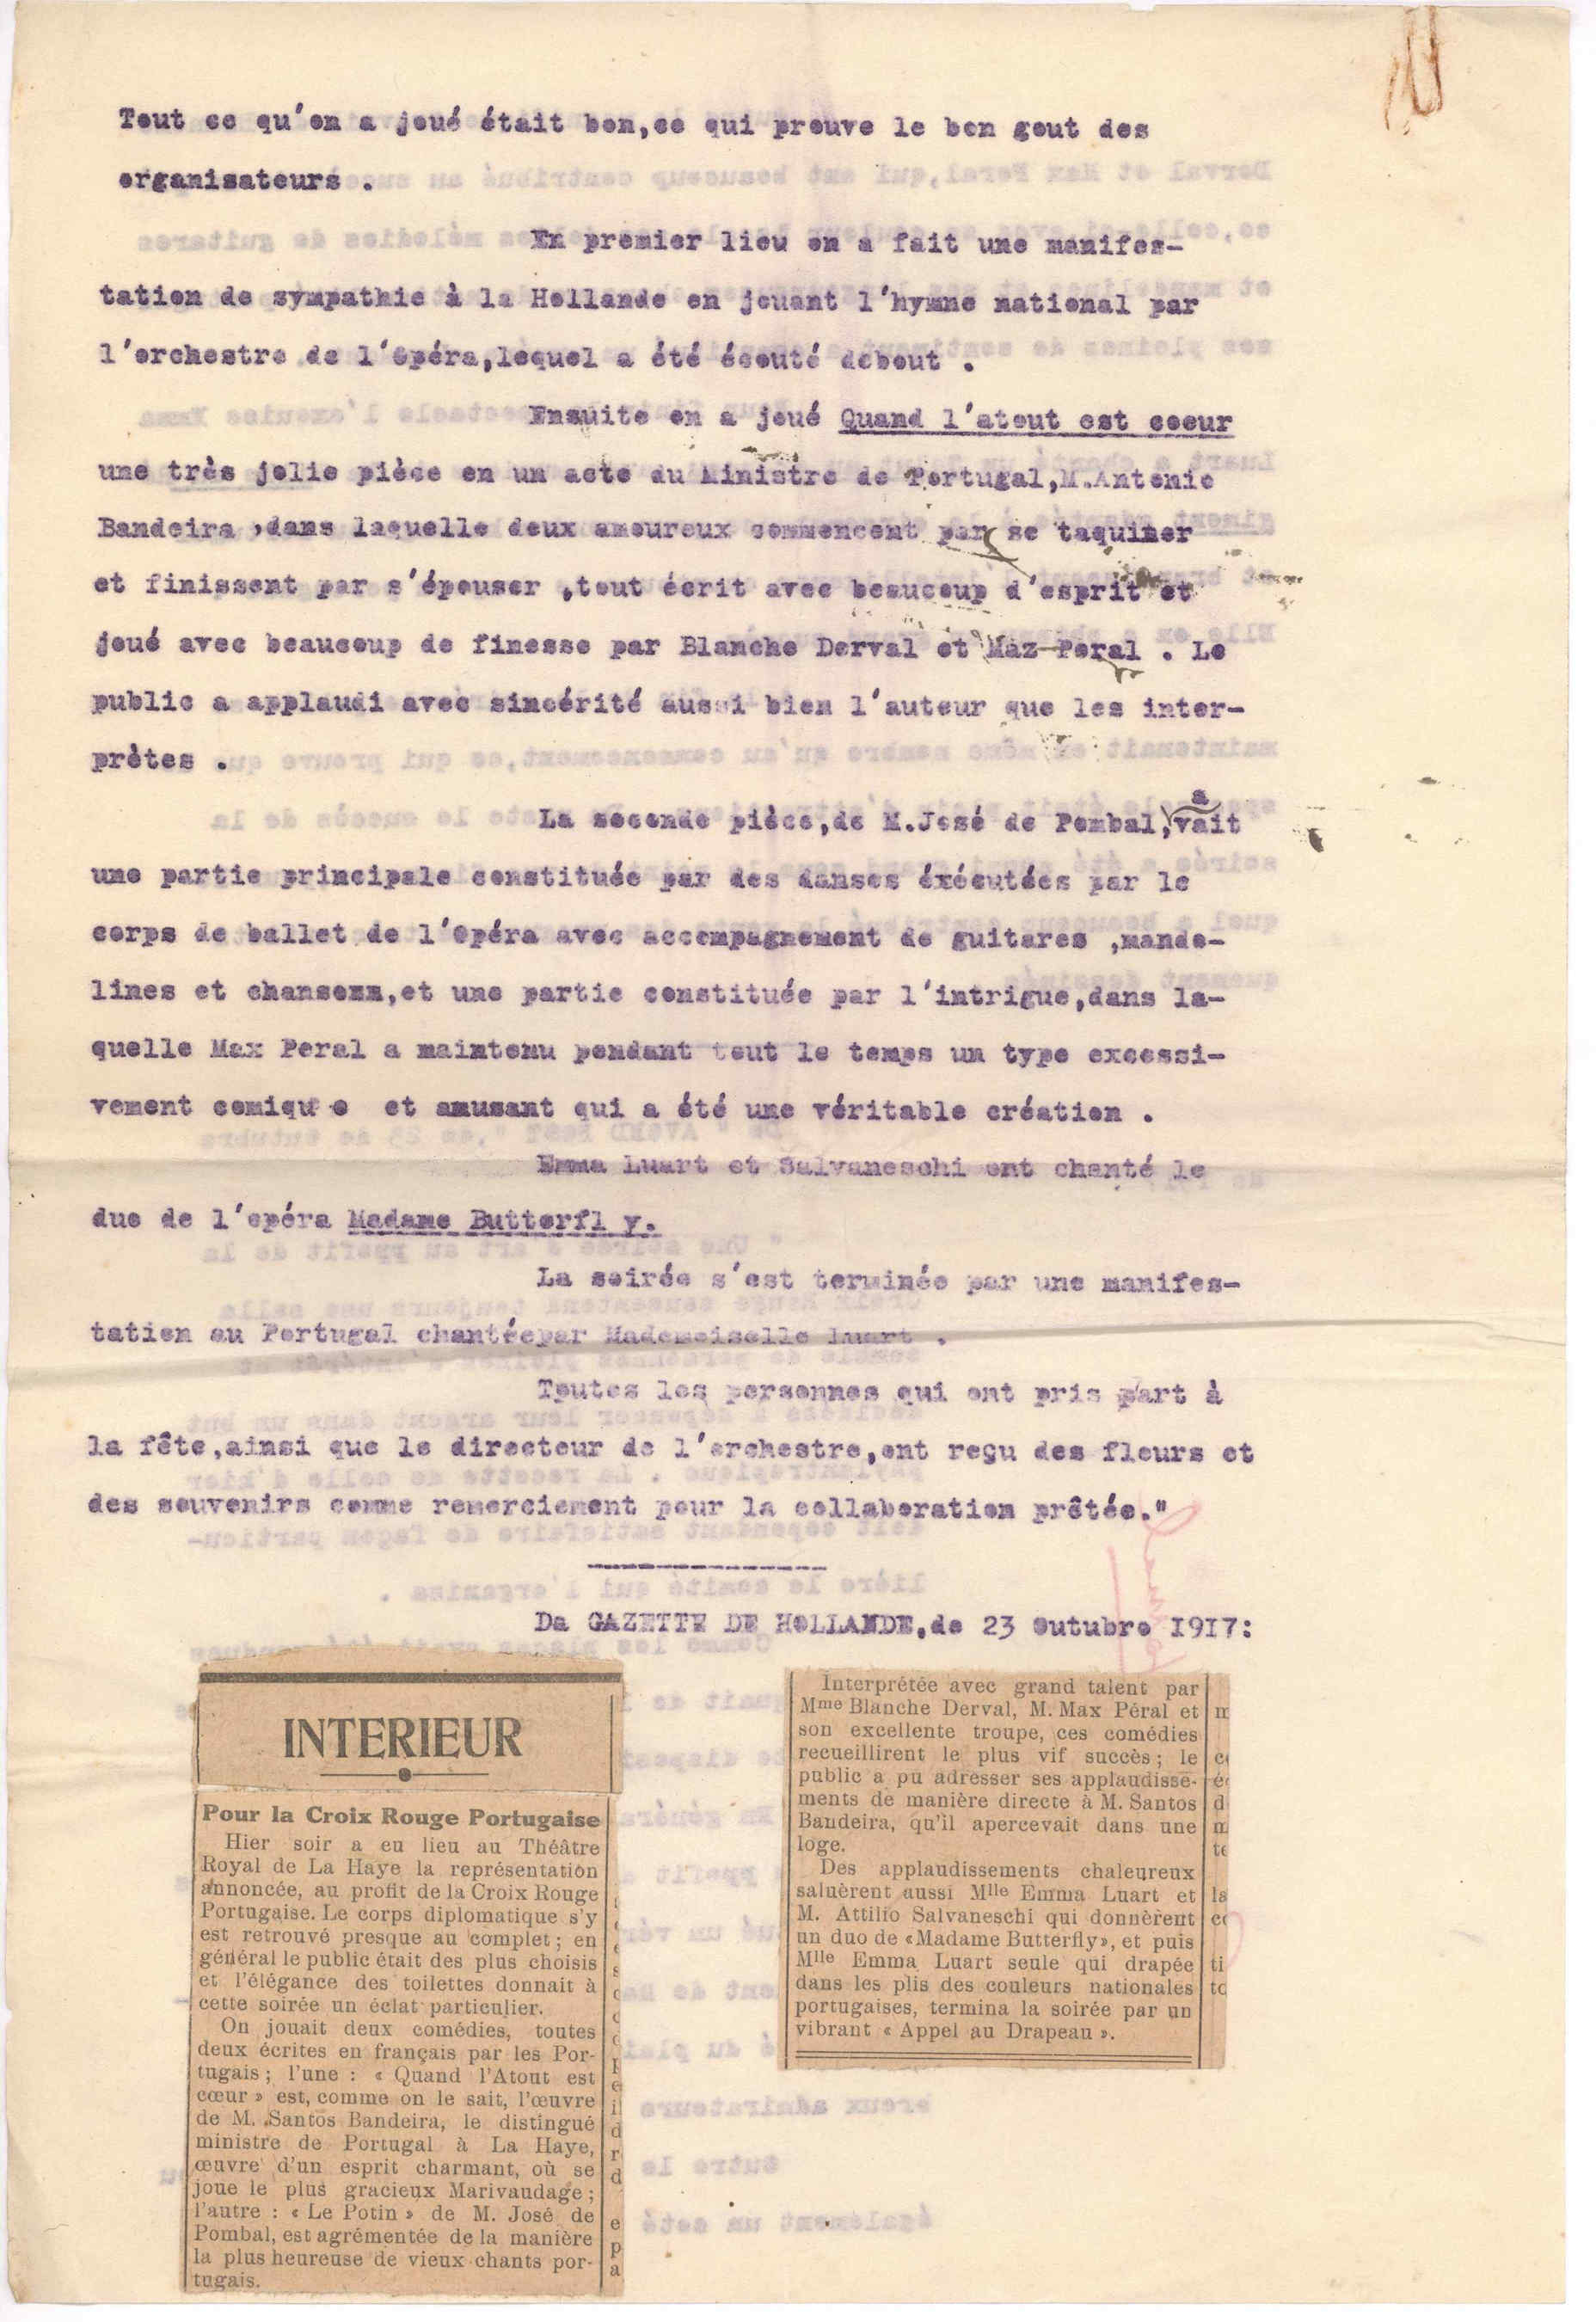 Tout ce qu'on a joué était bon,ce qui prouve le bon gout des
organisateurs .
En premier lieu on a fait une manifes-
tation de sympathie à la Hollande en jouant l'hymne national par
l'orchestre de l'Opéra,lequel a été écouté debout .
Ensuite on a joué Quand l'atout est coeur
une très jolie pièce en un acte du Ministre de Portugal,M.Antonio
Bandeira ,dans laquelle deux amoureux commencent par se taquiner
et finissent par s'épouser ,tout écrit avec beaucoup d'esprit et
joué avec beaucoup de finesse par Blanche Derval et Maz Peral . Le
public a applaudi avec sincérité aussi bien l'auteur que les inter-
prètes .
La seconde pièce,de M.José de Pombal,avait
une partie principale constituée par des danses éxécutées par le
corps de ballet de l'Opéra avec accompagnement de guitares ,mando-
lines et chansons,et une partie constituée par l'intrigue,dans la-
quelle Max Peral a maintenu pendant tout le temps un type excessi-
vement comique et amusant qui a été une véritable création .
Emma Luart et Salvaneschi ont chanté le
duo de l'opéra Madame Butterfl y.
La soirée s'est terminée par une manifes-
tation au Portugal chantéepar Mademoiselle Luart .
Toutes les personnes qui ont pris part à
la fête,ainsi que le directeur de l'orchestre,ont reçu des fleurs et
des souvenirs comme remerciement pour la collaboration prêtée."
Da GAZETTE DE HOLLANDE,de 23 Outubro 1917:
INTERIEUR
Pour la Croix Rouge Portugaise
Hier soir a eu lieu au Théâtre
Royal de La Haye la représentation
annoncée, au profit de la Croix Rouge
Portugaise. Le corps diplomatique s'y
est retrouvé presque au complet ; en
général le public était des plus choisis
et l'élégance des toilettes donnait à
cette soirée un éclat particulier.
On jouait deux comédies, toutes
deux écrites en français par les Por-
tugais ; l'une : « Quand l'Atout est
cœur » est, comme on le sait, l'œuvre
de M. Santos Bandeira, le distingué
ministre de Portugal à La Haye,
œuvre d'un esprit charmant, où se
joue le plus gracieux Marivaudage ;
l'autre : « Le Potin » de M. José de
Pombal, est agrémentée de la manière
la plus heureuse de vieux chants por-
tugais.
Interprétée avec grand talent par
Mme Blanche Derval, M. Max Péral et
son excellente troupe, ces comédies
recueillirent le plus vif succès ; le
public a pu adresser ses applaudisse-
ments de manière directe à M. Santos
Bandeira, qu'il apercevait dans une
loge.
Des applaudissements chaleureux
saluèrent aussi Mlle Emma Luart et
M. Attilio Salvaneschi qui donnèrent
un duo de «Madame Butterfly», et puis
Mlle Emma Luart seule qui drapée
dans les plis des couleurs nationales
portugaises, termina la soirée par un
vibrant « Appel au Drapeau ».